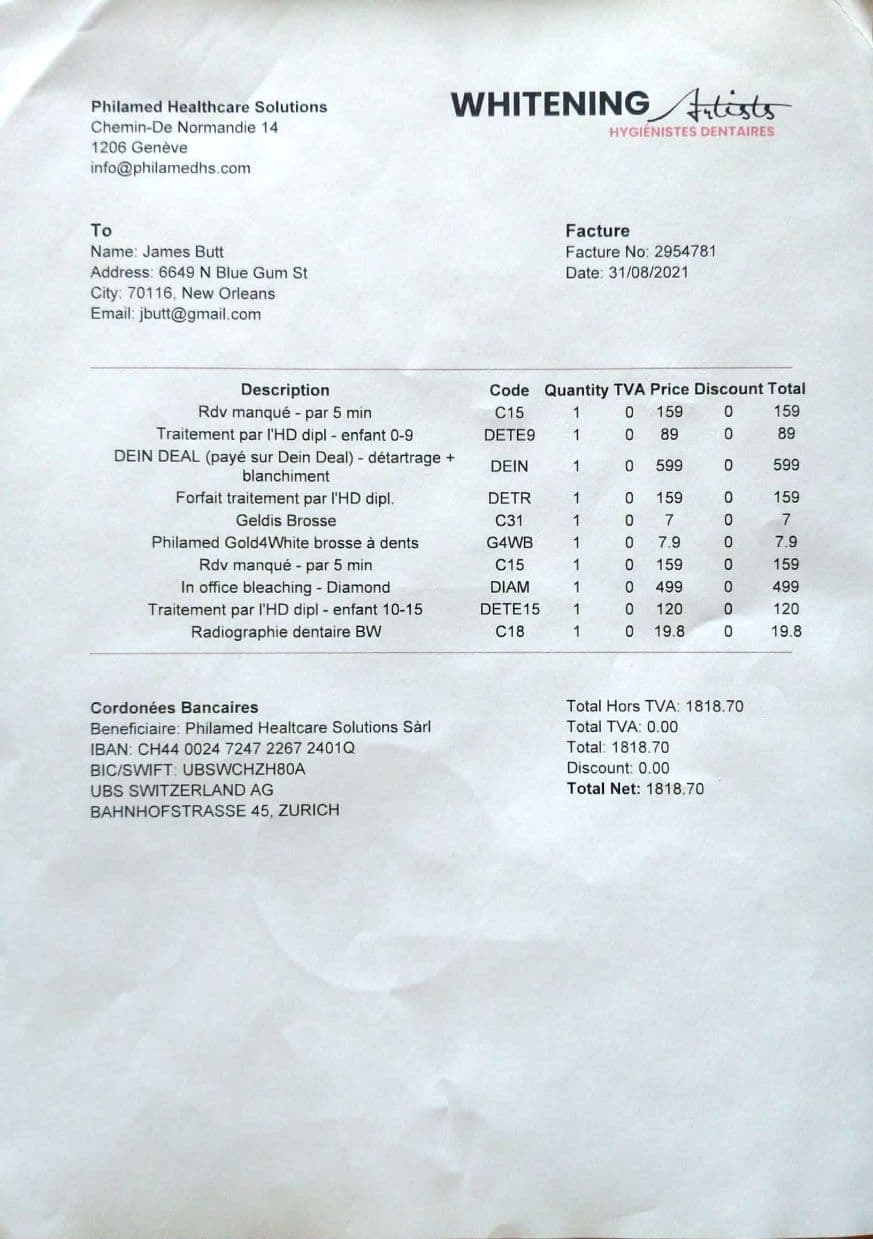 Philamed Healthcare Solutions
Chemin-De Normandie 14
1206 Genève
info@philamedhs.com
WHITENING Artists
HYGIÉNISTES DENTAIRES
To
Name: James Butt
Address: 6649 N Blue Gum St
City: 70116, New Orleans
Email: jbutt@gmail.com
Facture
Facture No: 2954781
Date: 31/08/2021
Description Code Quantity TVA Price Discount Total
Rdv manqué - par 5 min C15 1 0 159 0 159
Traitement par l'HD dipl - enfant 0-9 DETE9 1 0 89 0 89
DEIN DEAL (payé sur Dein Deal) - détartrage +
blanchiment DEIN 1 0 599 0 599
Forfait traitement par l'HD dipl. DETR 1 0 159 0 159
Geldis Brosse C31 1 0 7 0 7
Philamed Gold4White brosse à dents G4WB 1 0 7.9 0 7.9
Rdv manqué - par 5 min C15 1 0 159 0 159
In office bleaching - Diamond DIAM 1 0 499 0 499
Traitement par l'HD dipl - enfant 10-15 DETE15 1 0 120 0 120
Radiographie dentaire BW C18 1 0 19.8 0 19.8
Cordonées Bancaires
Beneficiaire: Philamed Healtcare Solutions Sàrl
IBAN: CH44 0024 7247 2267 2401Q
BIC/SWIFT: UBSWCHZH80A
UBS SWITZERLAND AG
BAHNHOFSTRASSE 45, ZURICH
Total Hors TVA: 1818.70
Total TVA: 0.00
Total: 1818.70
Discount: 0.00
Total Net: 1818.70